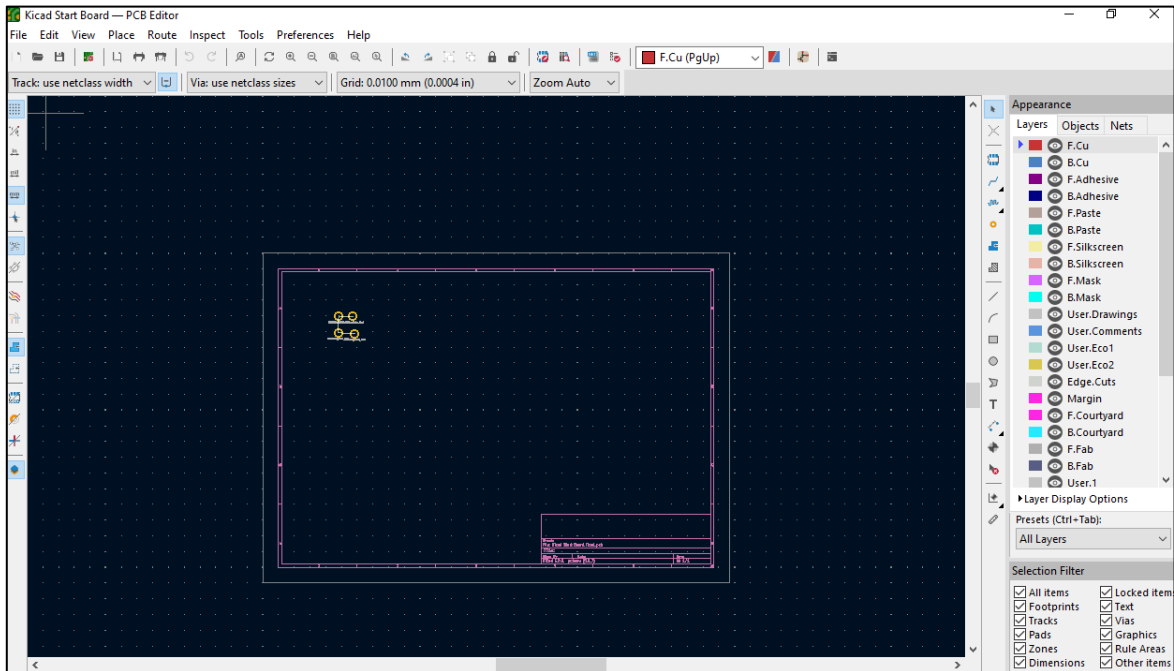 Kicad Start Board — PCB Editor
File Edit View Place Route Inspect Tools Preferences Help
F.Cu (PgUp)
Track: use netclass width Via: use netclass sizes Grid: 0.0100 mm (0.0004 in) Zoom Auto
Appearance
Layers Objects Nets
F.Cu
B.Cu
F.Adhesive
B.Adhesive
F.Paste
B.Paste
F.Silkscreen
B.Silkscreen
F.Mask
B.Mask
User.Drawings
User.Comments
User.Eco1
User.Eco2
Edge.Cuts
Margin
F.Courtyard
B.Courtyard
F.Fab
B.Fab
User.1
Layer Display Options
Presets (Ctrl+Tab):
All Layers
Selection Filter
All items Locked item
Footprints Text
Tracks Vias
Pads Graphics
Zones Rule Areas
Dimensions Other items